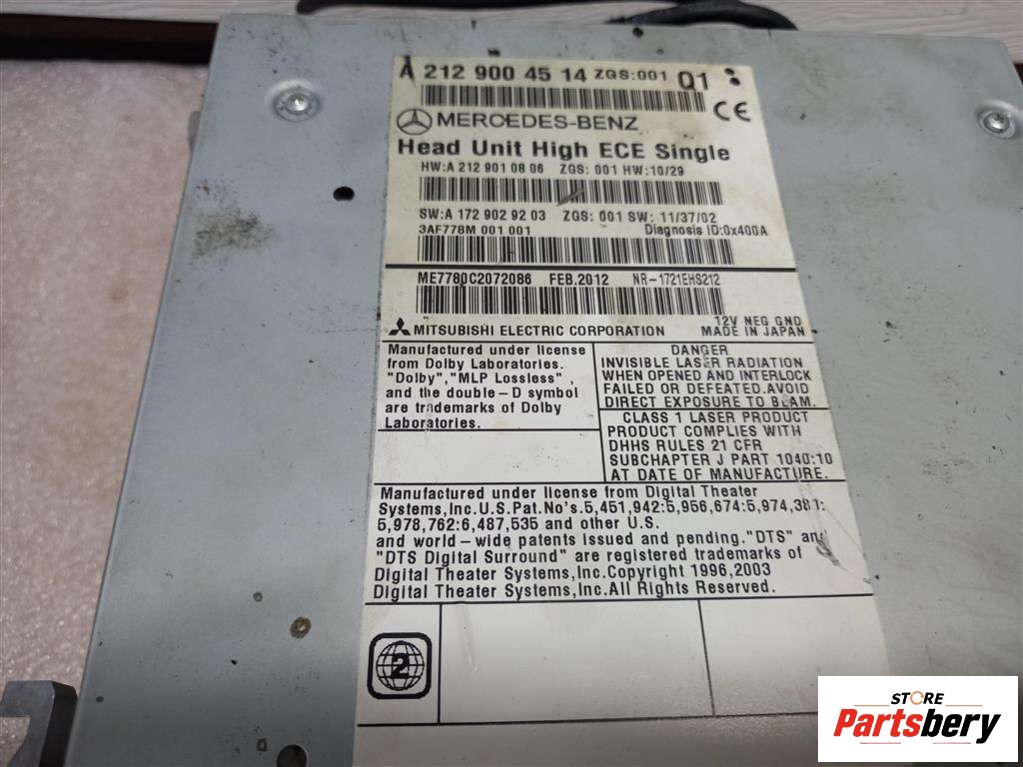 A 212 900 45 14 ZGS:001 Q1
CE
MERCEDES-BENZ
Head Unit High ECE Single
HW:A 212 901 08 06 ZGS: 001 HW:10/29
SW:A 172 902 92 03 ZGS: 001 SW: 11/37/02
3AF778M 001 001 Diagnosis ID:0x400A
ME7780C2072086 FEB,2012 NR-1721EHS212
MITSUBISHI ELECTRIC CORPORATION
12V NEG GND
MADE IN JAPAN
Manufactured under license
from Dolby Laboratories.
"Dolby","MLP Lossless",
and the double-D symbol
are trademarks of Dolby
Laboratories.
DANGER
INVISIBLE LASER RADIATION
WHEN OPENED AND INTERLOCK
FAILED OR DEFEATED.AVOID
DIRECT EXPOSURE TO BEAM.
CLASS 1 LASER PRODUCT
PRODUCT COMPLIES WITH
DHHS RULES 21 CFR
SUBCHAPTER J PART 1040:10
AT DATE OF MANUFACTURE.
Manufactured under license from Digital Theater
Systems,Inc.U.S.Pat.No's.5,451,942:5,956,674:5,974,380:
5,978,762:6,487,535 and other U.S.
and world-wide patents issued and pending."DTS" and
"DTS Digital Surround" are registered trademarks of
Digital Theater Systems,Inc.Copyright 1996,2003
Digital Theater Systems,Inc.All Rights Reserved.
2
STORE
Partsbery